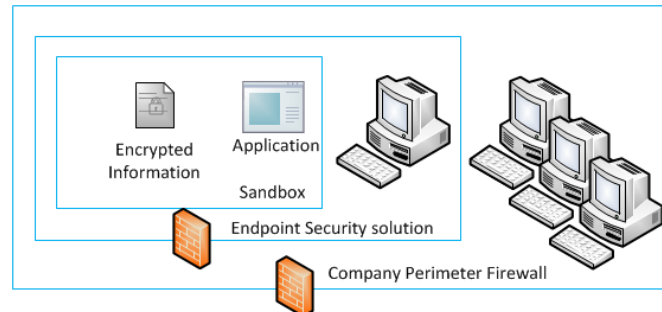 Encrypted
Information
Application
Sandbox
Endpoint Security solution
Company Perimeter Firewall